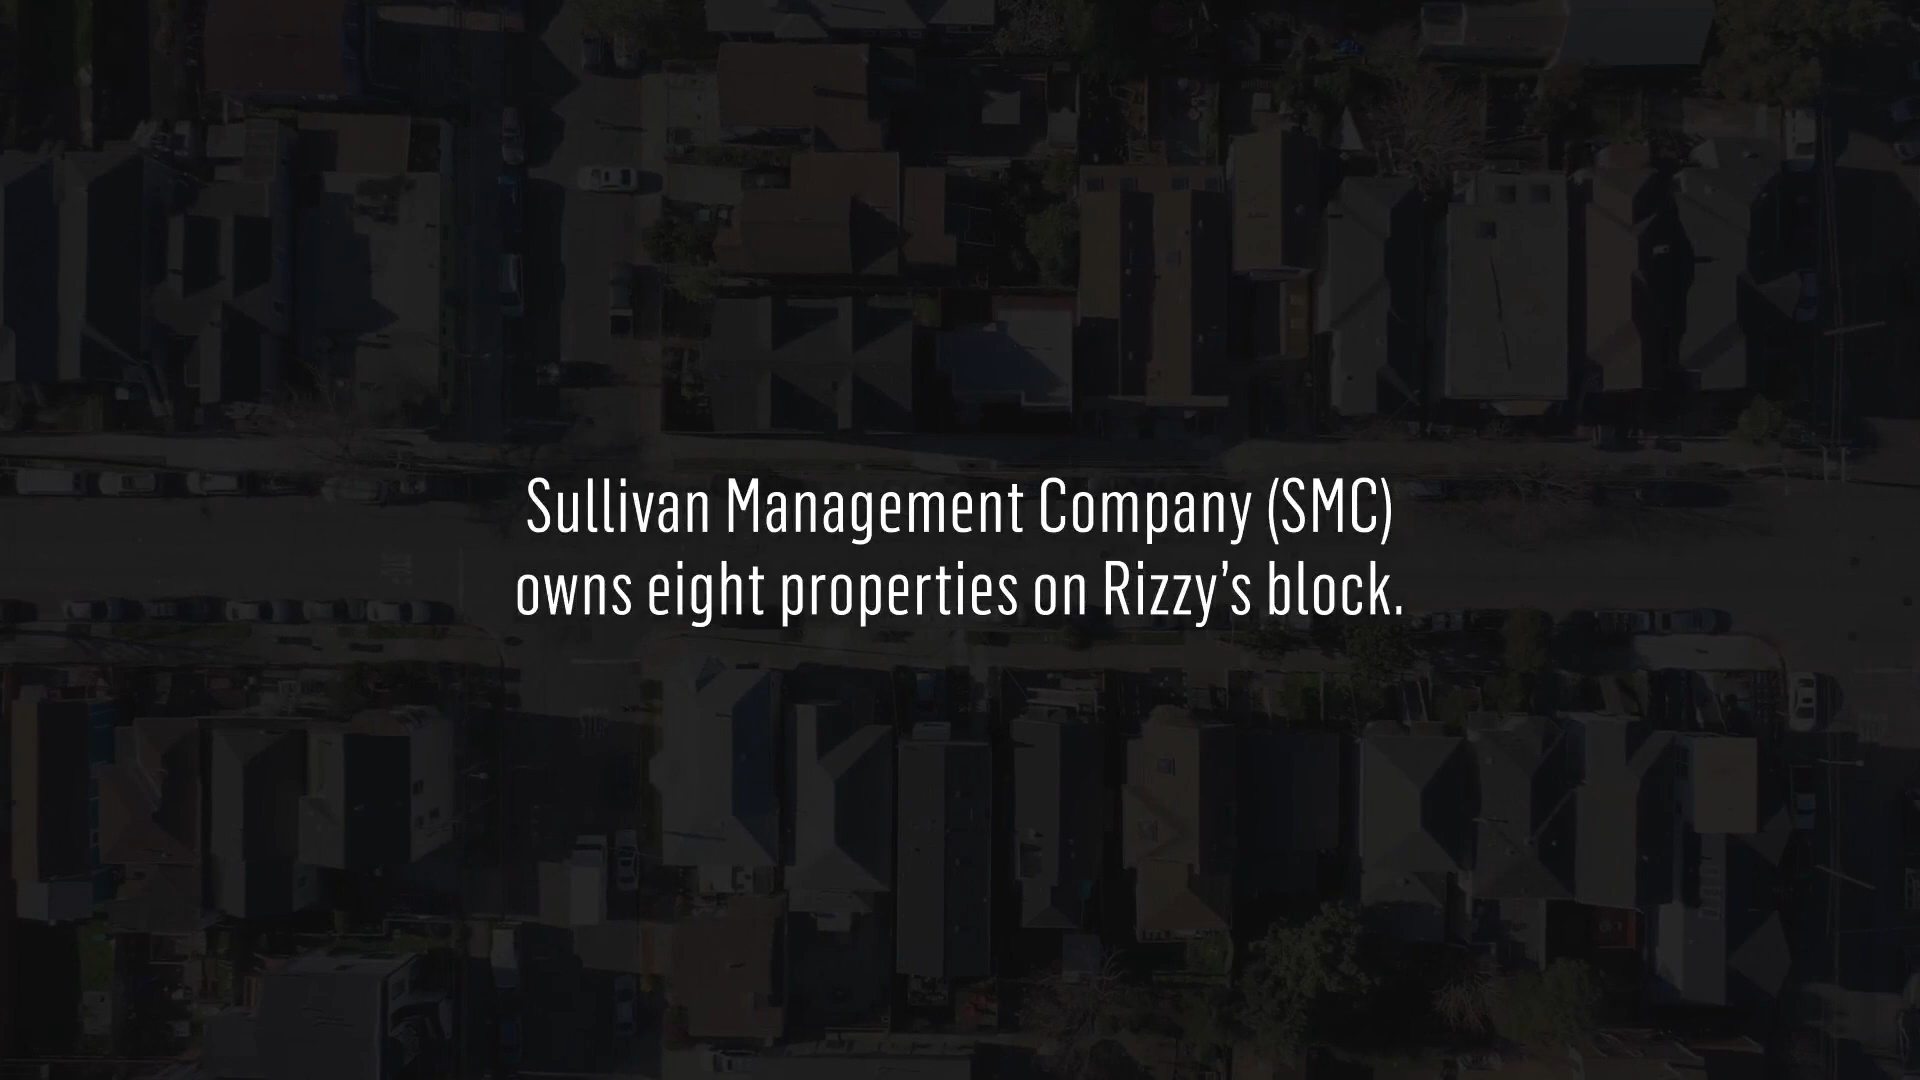 Sullivan Management Company (SMC)
owns eight properties on Rizzy's block.